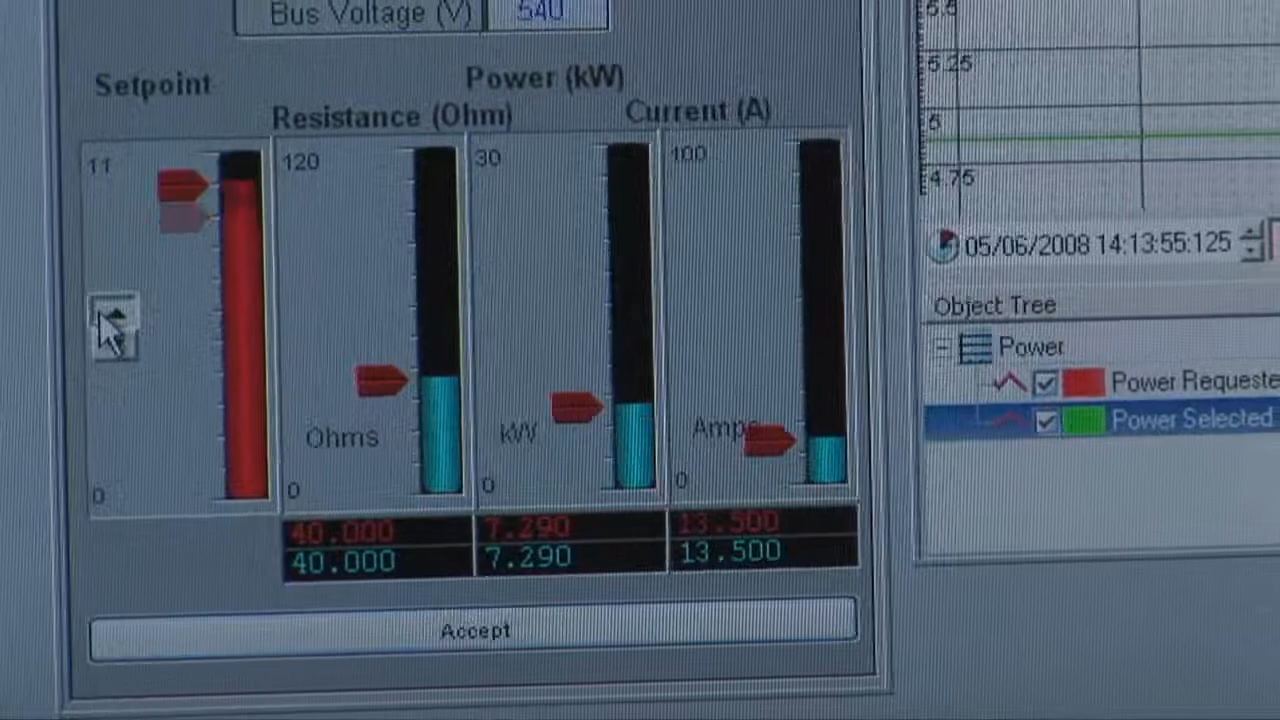 Bus Voltage (V) 540
Setpoint
Power (kW)
Resistance (Ohm)
Current (A)
11
120
30
100
Ohms
kW
Amps
0
0
0
0
40.000 7.290 13.500
40.000 7.290 13.500
Accept
5.5
5.25
5
4.75
05/06/2008 14:13:55:125
Object Tree
Power
Power Requeste
Power Selected